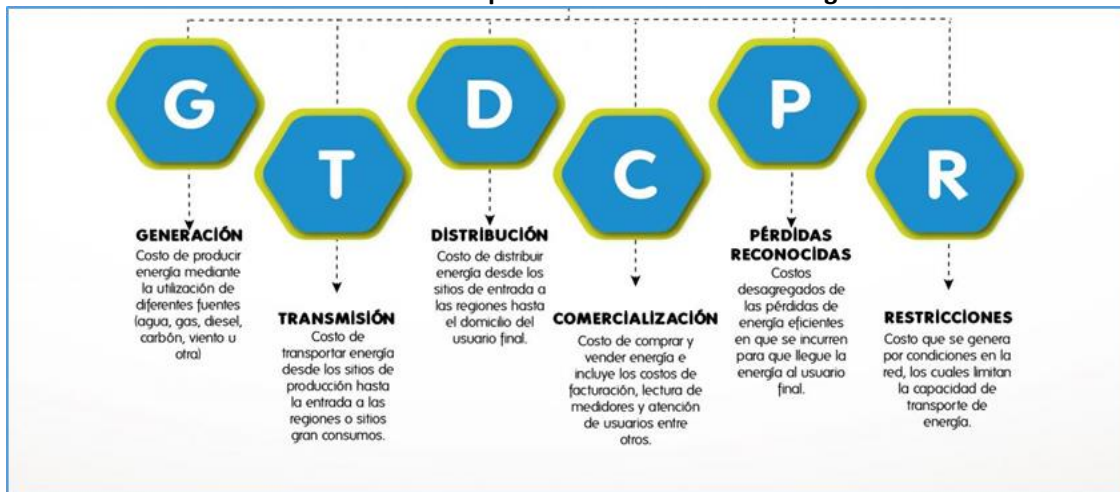 G
GENERACIÓN
Costo de producir
energía mediante
la utilización de
diferentes fuentes
(agua, gas, diesel,
carbón, viento u
otra)
T
TRANSMISIÓN
Costo de
transportar energía
desde los sitios de
producción hasta
la entrada a las
regiones o sitios
gran consumos.
D
DISTRIBUCIÓN
Costo de distribuir
energía desde los
sitios de entrada a
las regiones hasta
el domicilio del
usuario final.
C
COMERCIALIZACIÓN
Costo de comprar y
vender energía e
incluye los costos de
facturación, lectura de
medidores y atención
de usuarios entre
otros.
P
PÉRDIDAS
RECONOCIDAS
Costos
desagregados de
las pérdidas de
energía eficientes
en que se incurren
para que llegue la
energía al usuario
final.
R
RESTRICCIONES
Costo que se genera
por condiciones en la
red, los cuales limitan
la capacidad de
transporte de
energía.